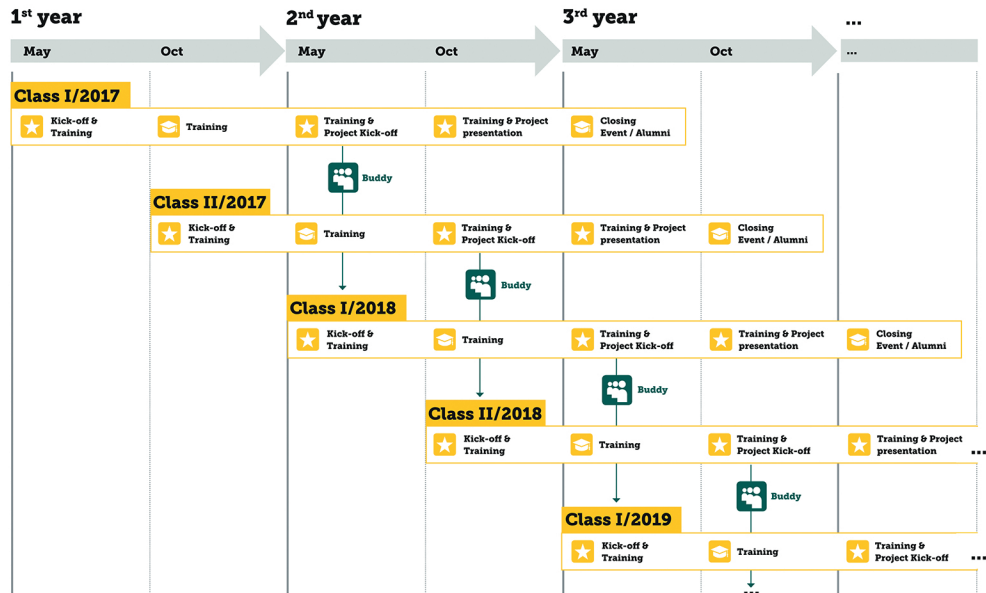 1st year
2nd year
3rd year
...
May
Oct
May
Oct
May
Oct
...
Class I/2017
Kick-off &
Training
Training
Training &
Project Kick-off
Training & Project
presentation
Closing
Event / Alumni
Buddy
Class II/2017
Kick-off &
Training
Training
Training &
Project Kick-off
Training & Project
presentation
Closing
Event / Alumni
Buddy
Class I/2018
Kick-off &
Training
Training
Training &
Project Kick-off
Training & Project
presentation
Closing
Event / Alumni
Buddy
Class II/2018
Kick-off &
Training
Training
Training &
Project Kick-off
Training & Project
presentation
...
Buddy
Class I/2019
Kick-off &
Training
Training
Training &
Project Kick-off
...
...